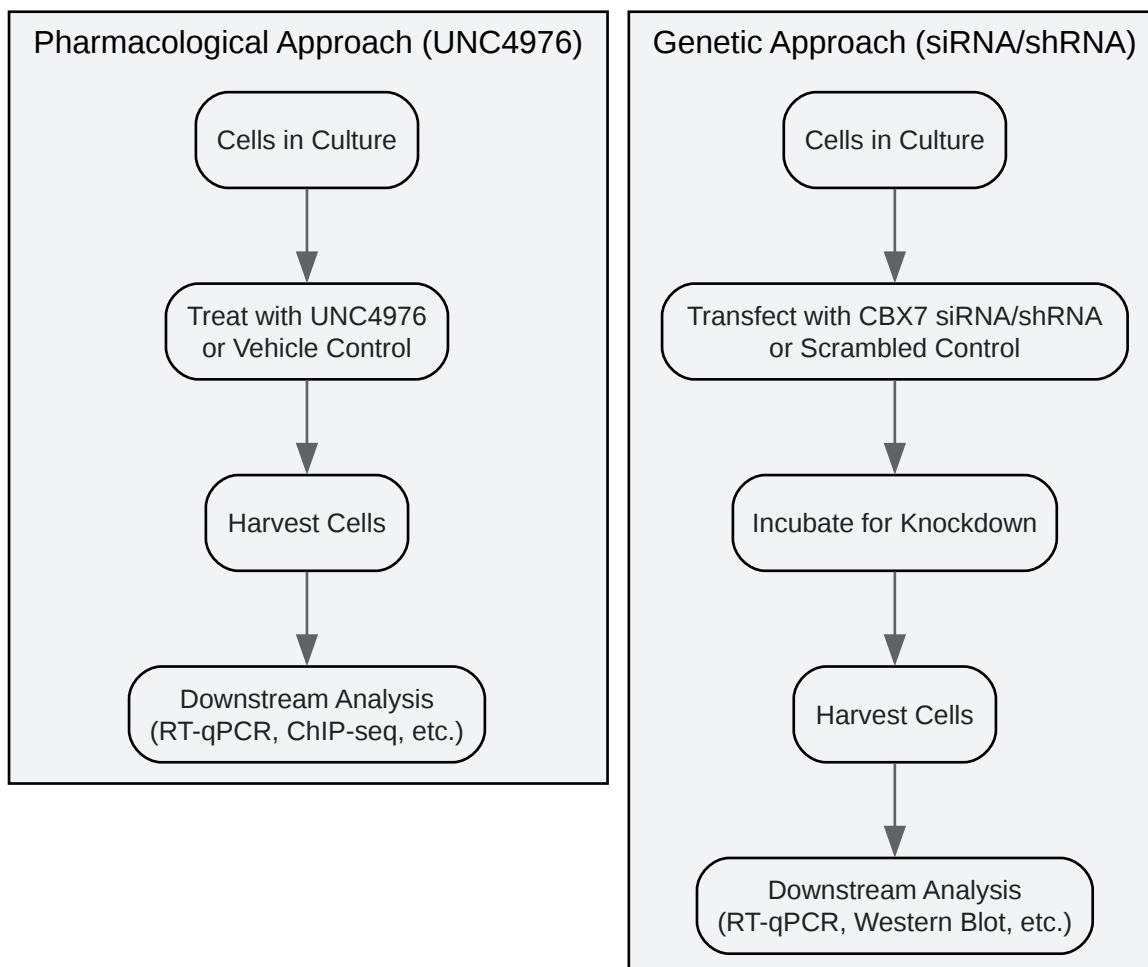 Pharmacological Approach (UNC4976)
Cells in Culture
Treat with UNC4976
or Vehicle Control
Harvest Cells
Downstream Analysis
(RT-qPCR, ChIP-seq, etc.)
Genetic Approach (siRNA/shRNA)
Cells in Culture
Transfect with CBX7 siRNA/shRNA
or Scrambled Control
Incubate for Knockdown
Harvest Cells
Downstream Analysis
(RT-qPCR, Western Blot, etc.)